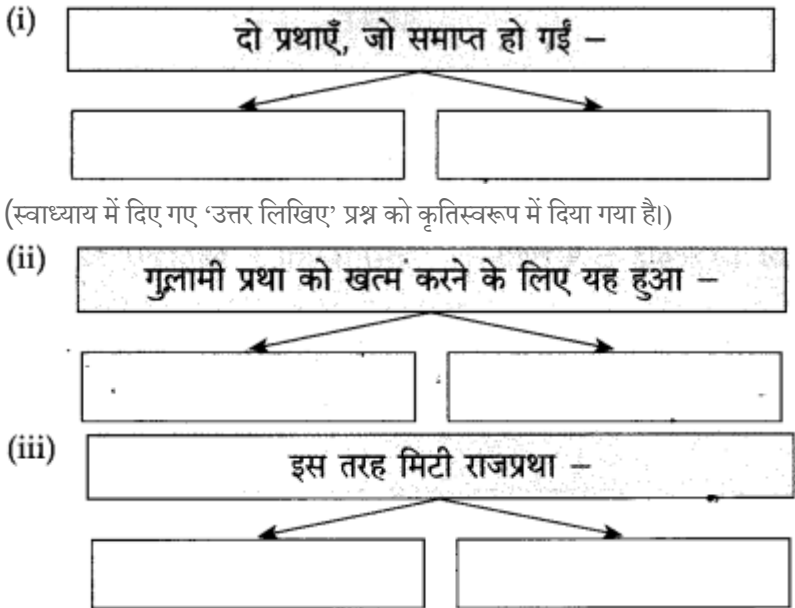 (i) दो प्रथाएँ, जो समाप्त हो गईं –
(स्वाध्याय में दिए गए ‘उत्तर लिखिए’ प्रश्न को कृतिस्वरूप में दिया गया है।)
(ii) गुलामी प्रथा को खत्म करने के लिए यह हुआ –
(iii) इस तरह मिटी राजप्रथा –